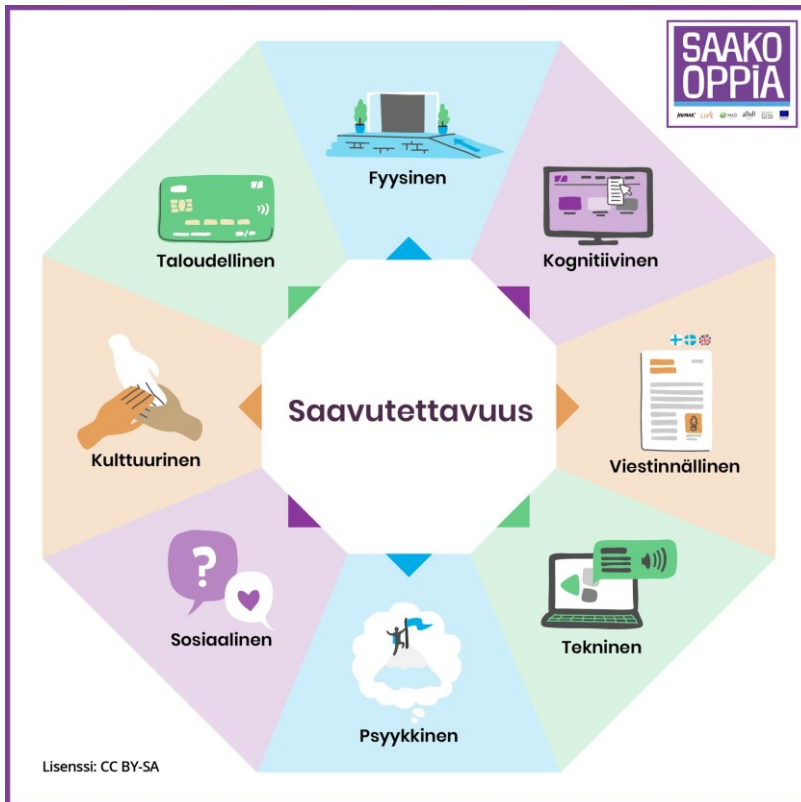 SAAKO
OPPiA
Fyysinen
Kognitiivinen
Taloudellinen
Saavutettavuus
Kulttuurinen
Viestinnällinen
Sosiaalinen
Tekninen
Psyykkinen
Lisenssi: CC BY-SA